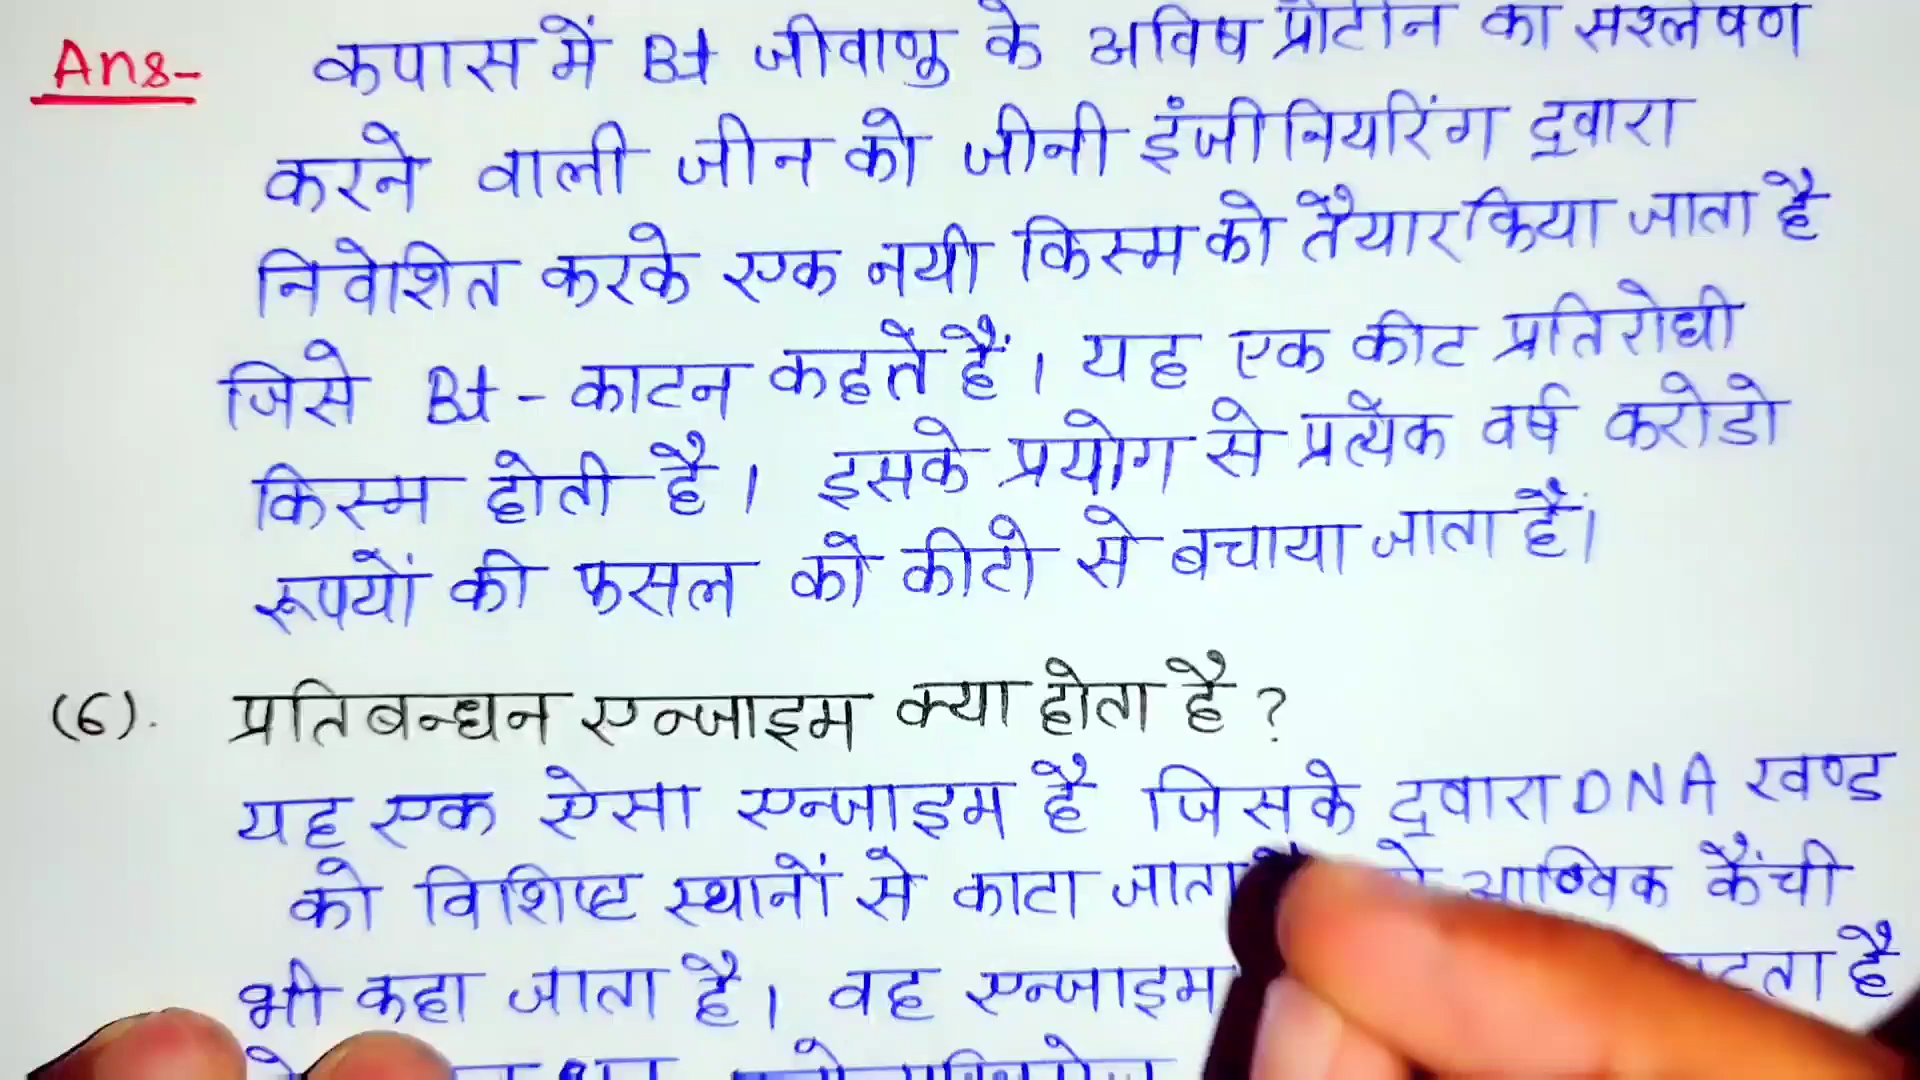 Ans- कपास में Bt जीवाणु के अविष प्रोटीन का संश्लेषण
करने वाली जीन को जीनी इंजीनियरिंग द्वारा
निवेशित करके एक नयी किस्म को तैयार किया जाता है
जिसे Bt - काटन कहते हैं। यह एक कीट प्रतिरोधी
किस्म होती है। इसके प्रयोग से प्रत्येक वर्ष करोडो
रूपयों की फसल को कीटो से बचाया जाता है।
(6). प्रतिबन्धन एन्जाइम क्या होता है ?
यह एक ऐसा एन्जाइम है जिसके द्वारा DNA खण्ड
को विशिष्ट स्थानों से काटा जाता आण्विक कैंची
भी कहा जाता है। वह एन्जाइम है